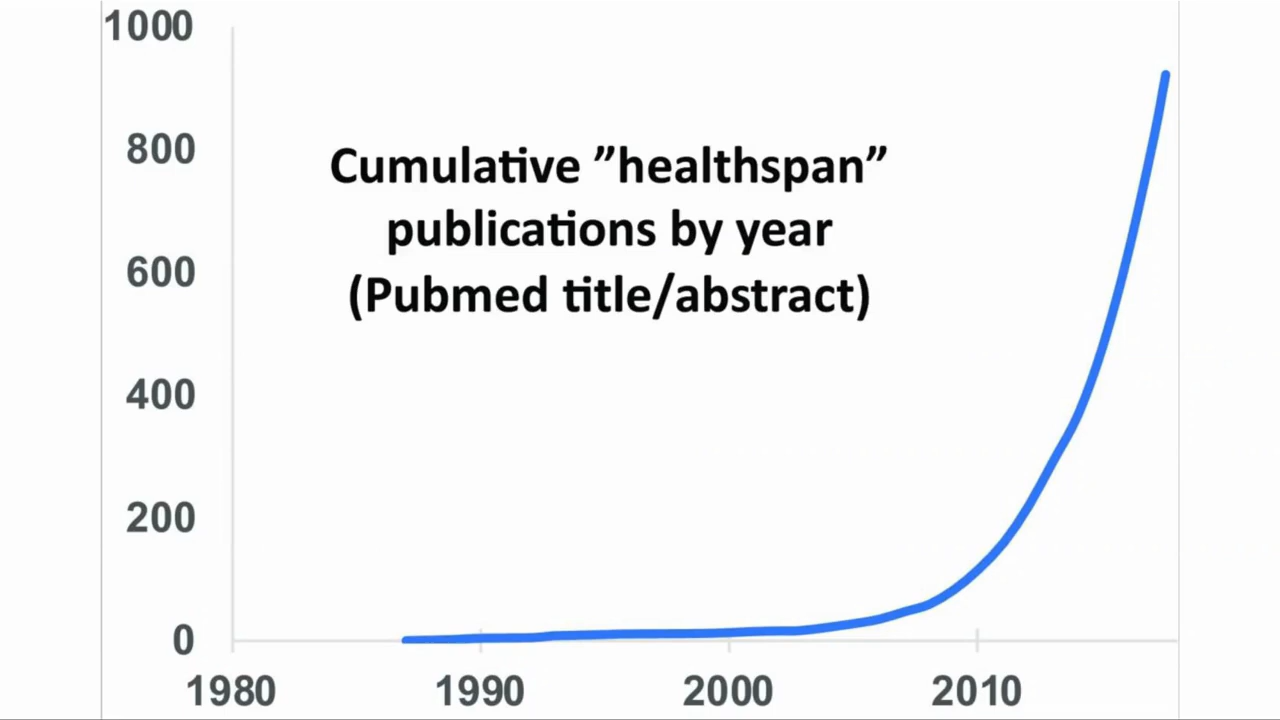 1000
800
600
400
200
0
Cumulative ”healthspan”
publications by year
(Pubmed title/abstract)
1980 1990 2000 2010